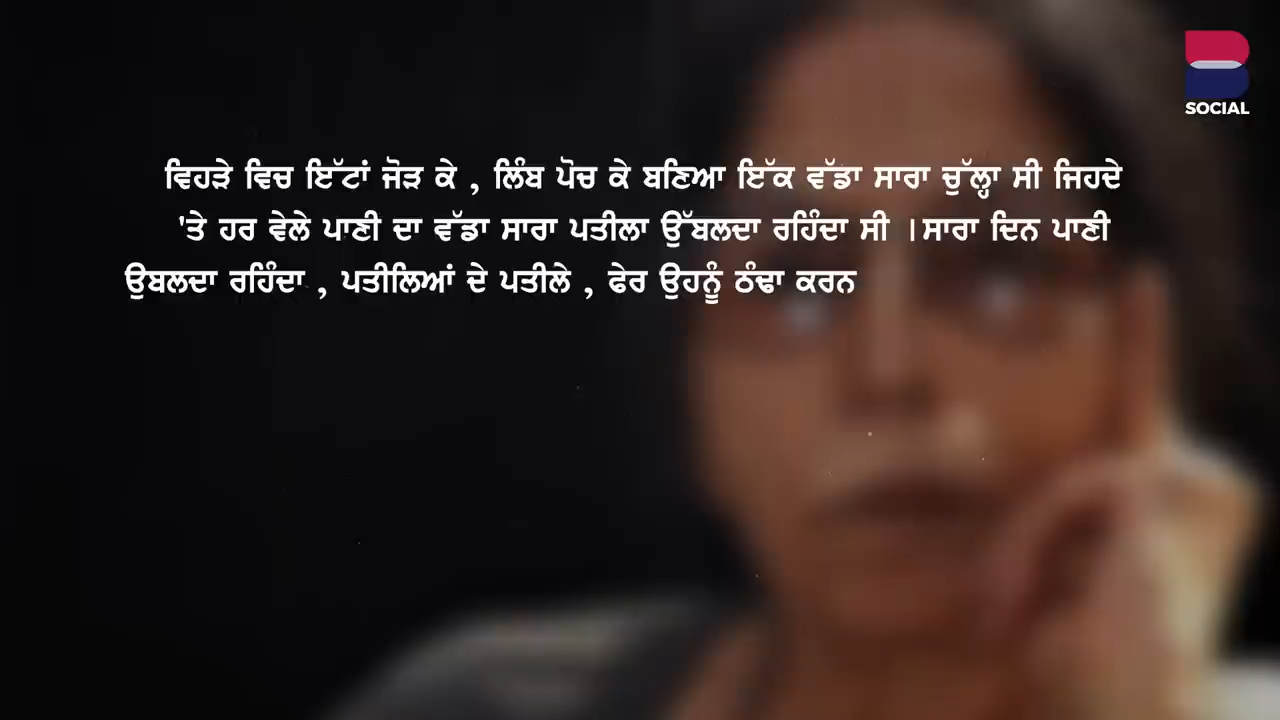 ਵਿਹੜੇ ਵਿਚ ਇੱਟਾਂ ਜੋੜ ਕੇ , ਲਿੰਬ ਪੋਚ ਕੇ ਬਣਿਆ ਇੱਕ ਵੱਡਾ ਸਾਰਾ ਚੁੱਲ੍ਹਾ ਸੀ ਜਿਹਦੇ
'ਤੇ ਹਰ ਵੇਲੇ ਪਾਣੀ ਦਾ ਵੱਡਾ ਸਾਰਾ ਪਤੀਲਾ ਉੱਬਲਦਾ ਰਹਿੰਦਾ ਸੀ ।ਸਾਰਾ ਦਿਨ ਪਾਣੀ
ਉਬਲਦਾ ਰਹਿੰਦਾ , ਪਤੀਲਿਆਂ ਦੇ ਪਤੀਲੇ , ਫੇਰ ਉਹਨੂੰ ਠੰਢਾ ਕਰਨ
SOCIAL